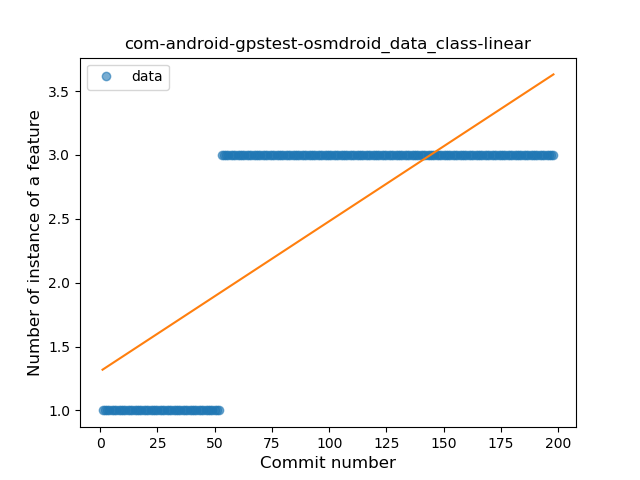 com-android-gpstest-osmdroid_data_class-linear
data
Number of instance of a feature
3.5
3.0
2.5
2.0
1.5
1.0
0 25 50 75 100 125 150 175 200
Commit number